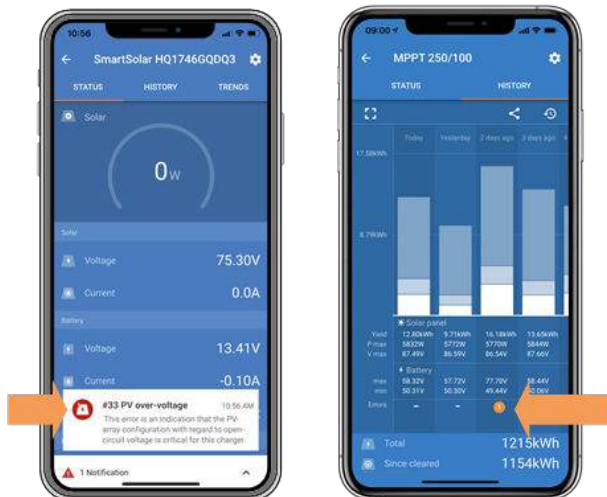 10:56
SmartSolar HQ1746GQDQ3
STATUS HISTORY TRENDS
Solar
0W
Solar
Voltage 75.30V
Current 0.0A
Battery
Voltage 13.41V
Current -0.10A
#33 PV over-voltage 10:56 AM
This error is an indication that the PV-
array configuration with regard to open-
circuit voltage is critical for this charger
1 Notification
09:00
MPPT 250/100
STATUS HISTORY
Today Yesterday 2 days ago 3 days ago
17.58kWh
8.79kWh
Solar panel
Yield 12.80kWh 9.71kWh 16.18kWh 13.65kWh
P max 5832W 5772W 5770W 5844W
V max 87.49V 86.59V 86.54V 87.66V
Battery
max 58.32V 57.72V 77.70V 58.44V
min 50.31V 50.30V 49.44V
Errors - - 1
Total 1215kWh
Since cleared 1154kWh